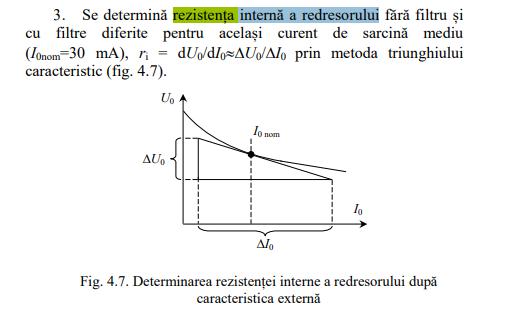 3. Se determină rezistența internă a redresorului fără filtru și
cu filtre diferite pentru același curent de sarcină mediu
(I0nom=30 mA), ri = dU0/dI0≈ΔU0/ΔI0 prin metoda triunghiului
caracteristic (fig. 4.7).
U0
I0 nom
ΔU0
I0
ΔI0
Fig. 4.7. Determinarea rezistenței interne a redresorului după
caracteristica externă